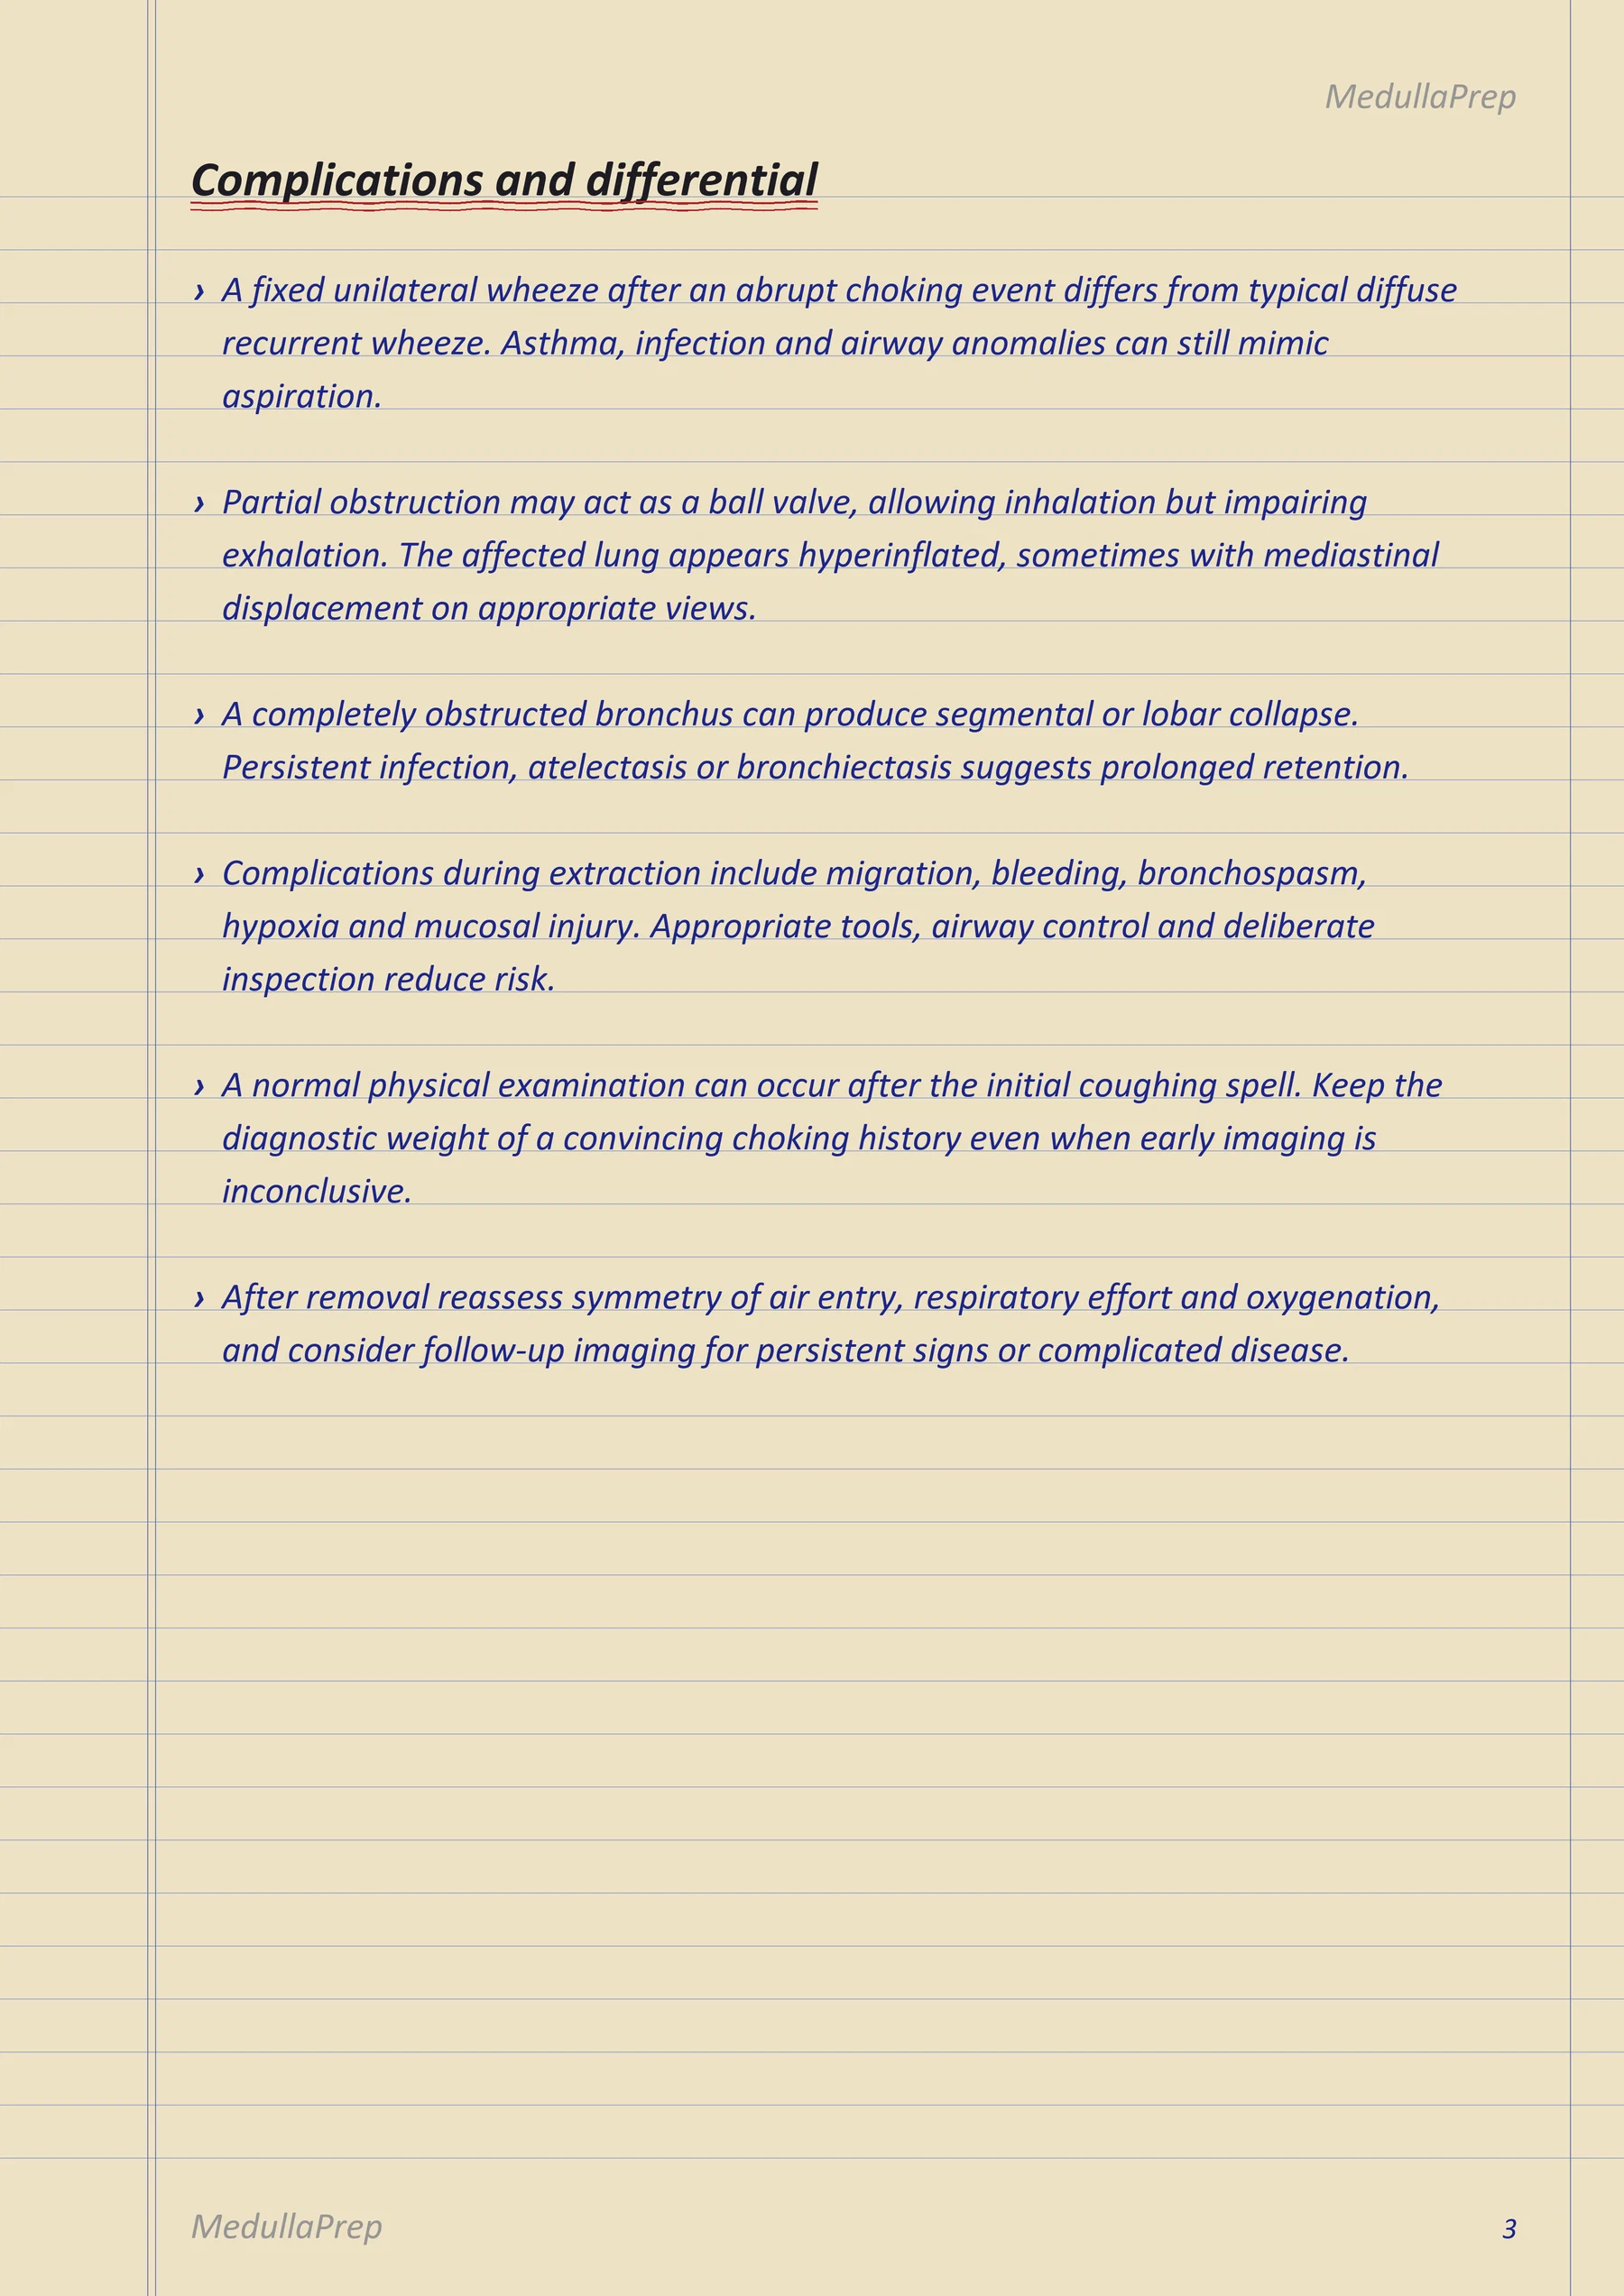 MedullaPrep
Complications and differential
› A fixed unilateral wheeze after an abrupt choking event differs from typical diffuse
recurrent wheeze. Asthma, infection and airway anomalies can still mimic
aspiration.
› Partial obstruction may act as a ball valve, allowing inhalation but impairing
exhalation. The affected lung appears hyperinflated, sometimes with mediastinal
displacement on appropriate views.
› A completely obstructed bronchus can produce segmental or lobar collapse.
Persistent infection, atelectasis or bronchiectasis suggests prolonged retention.
› Complications during extraction include migration, bleeding, bronchospasm,
hypoxia and mucosal injury. Appropriate tools, airway control and deliberate
inspection reduce risk.
› A normal physical examination can occur after the initial coughing spell. Keep the
diagnostic weight of a convincing choking history even when early imaging is
inconclusive.
› After removal reassess symmetry of air entry, respiratory effort and oxygenation,
and consider follow-up imaging for persistent signs or complicated disease.
MedullaPrep
3